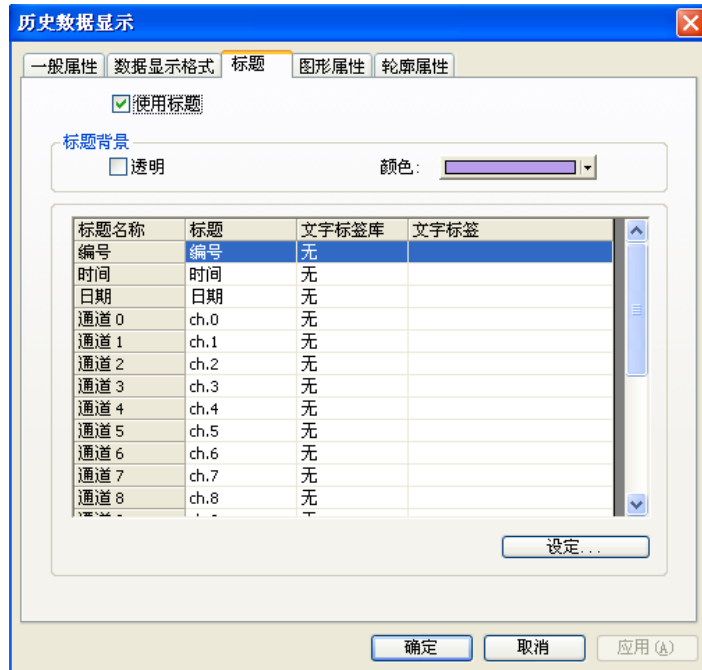 历史数据显示
一般属性 数据显示格式 标题 图形属性 轮廓属性
使用标题
标题背景
透明 颜色:
标题名称 标题 文字标签库 文字标签
编号 编号 无
时间 时间 无
日期 日期 无
通道 0 ch.0 无
通道 1 ch.1 无
通道 2 ch.2 无
通道 3 ch.3 无
通道 4 ch.4 无
通道 5 ch.5 无
通道 6 ch.6 无
通道 7 ch.7 无
通道 8 ch.8 无
设定...
确定 取消 应用(A)